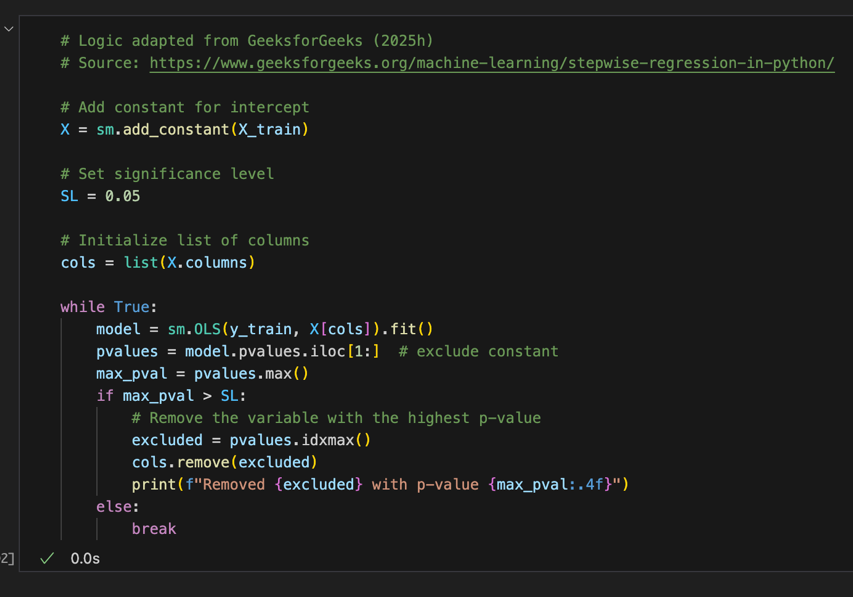 # Logic adapted from GeeksforGeeks (2025h)
# Source: https://www.geeksforgeeks.org/machine-learning/stepwise-regression-in-python/
# Add constant for intercept
X = sm.add_constant(X_train)
# Set significance level
SL = 0.05
# Initialize list of columns
cols = list(X.columns)
while True:
    model = sm.OLS(y_train, X[cols]).fit()
    pvalues = model.pvalues.iloc[1:]  # exclude constant
    max_pval = pvalues.max()
    if max_pval > SL:
        # Remove the variable with the highest p-value
        excluded = pvalues.idxmax()
        cols.remove(excluded)
        print(f"Removed {excluded} with p-value {max_pval:.4f}")
    else:
        break
2] ✓ 0.0s